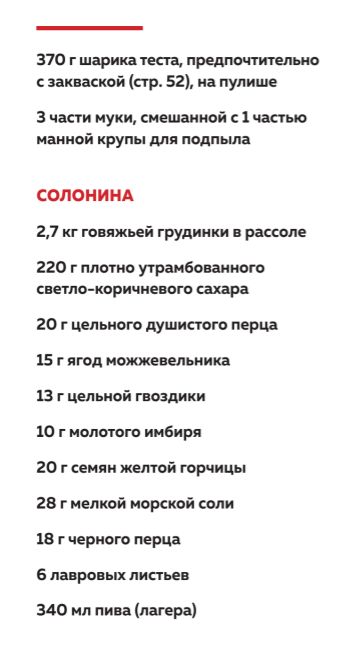 370 г шарика теста, предпочтительно
с закваской (стр. 52), на пулише
3 части муки, смешанной с 1 частью
манной крупы для подпыла
СОЛОНИНА
2,7 кг говяжьей грудинки в рассоле
220 г плотно утрамбованного
светло-коричневого сахара
20 г цельного душистого перца
15 г ягод можжевельника
13 г цельной гвоздики
10 г молотого имбиря
20 г семян желтой горчицы
28 г мелкой морской соли
18 г черного перца
6 лавровых листьев
340 мл пива (лагера)